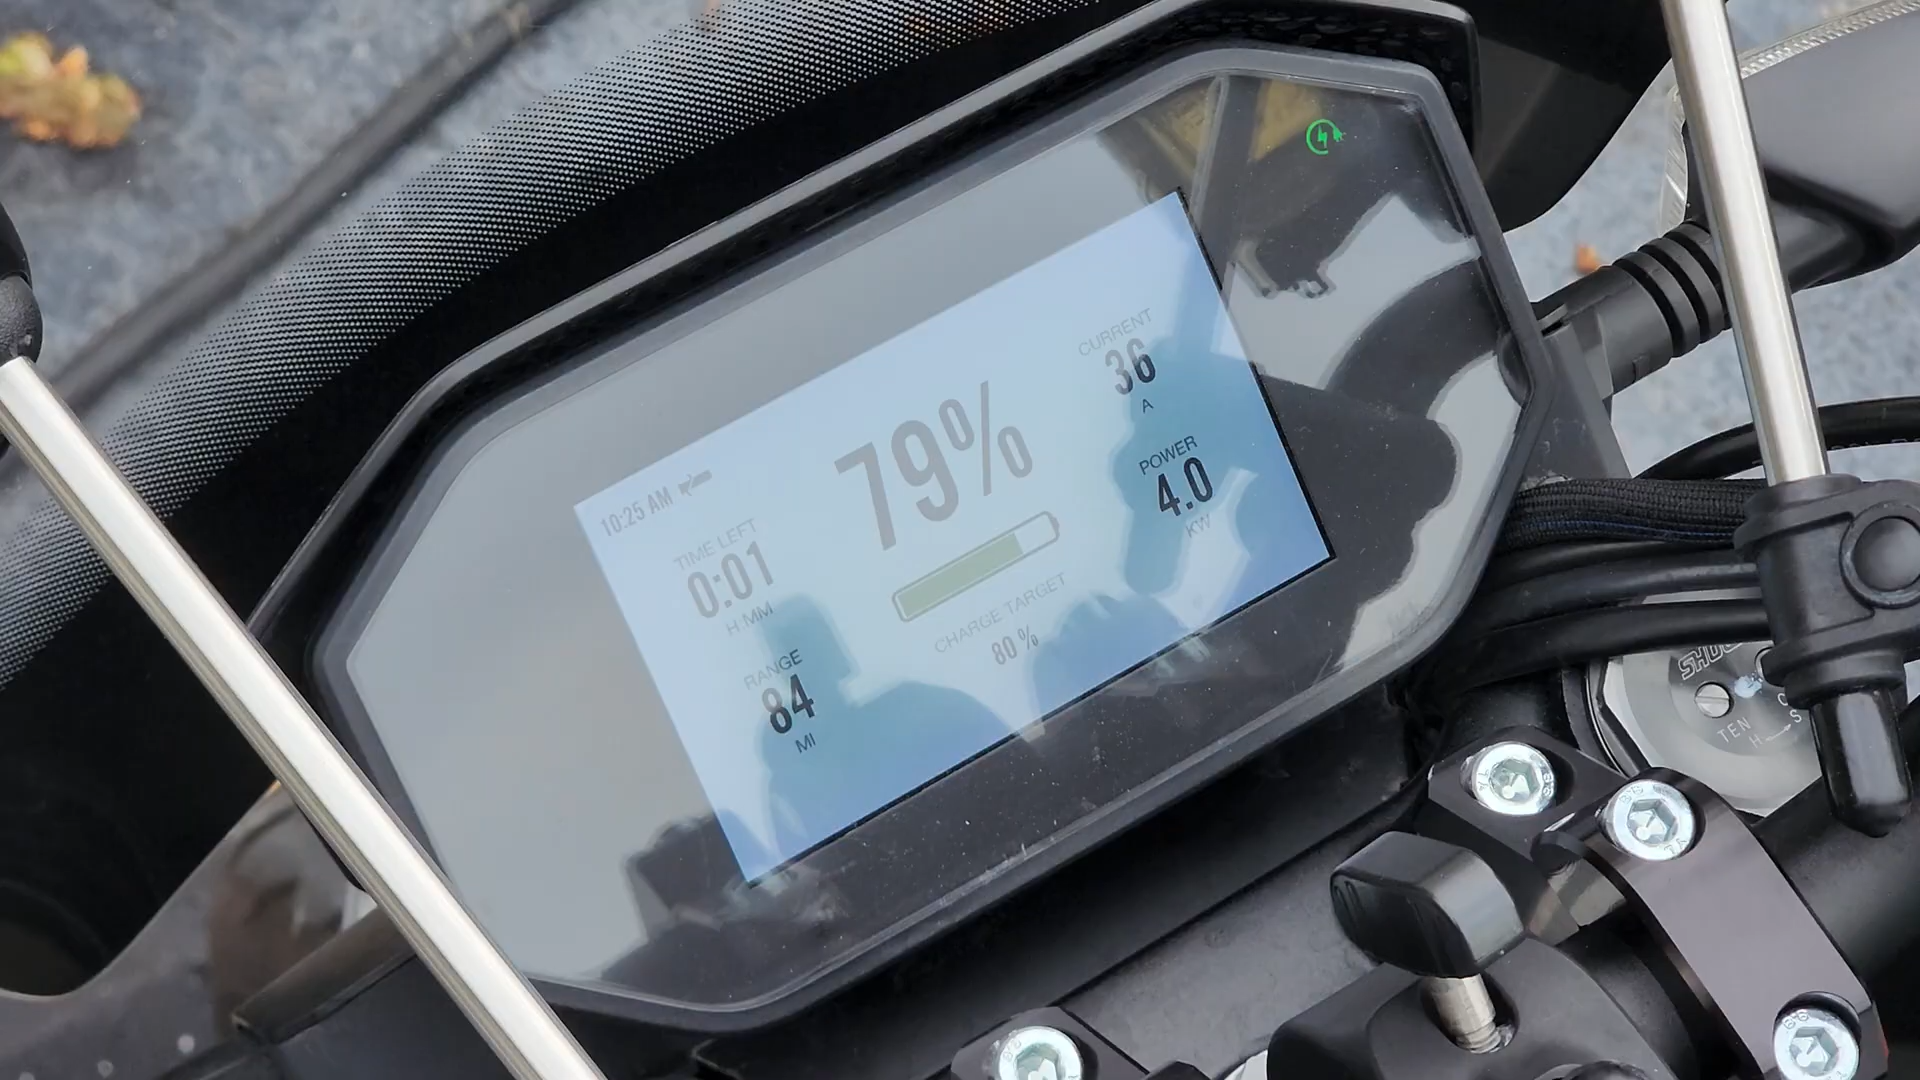 10:25 AM
TIME LEFT
0:01
H MM
RANGE
84
MI
79%
CHARGE TARGET
80 %
CURRENT
36
A
POWER
4.0
KW
TEN
H
S